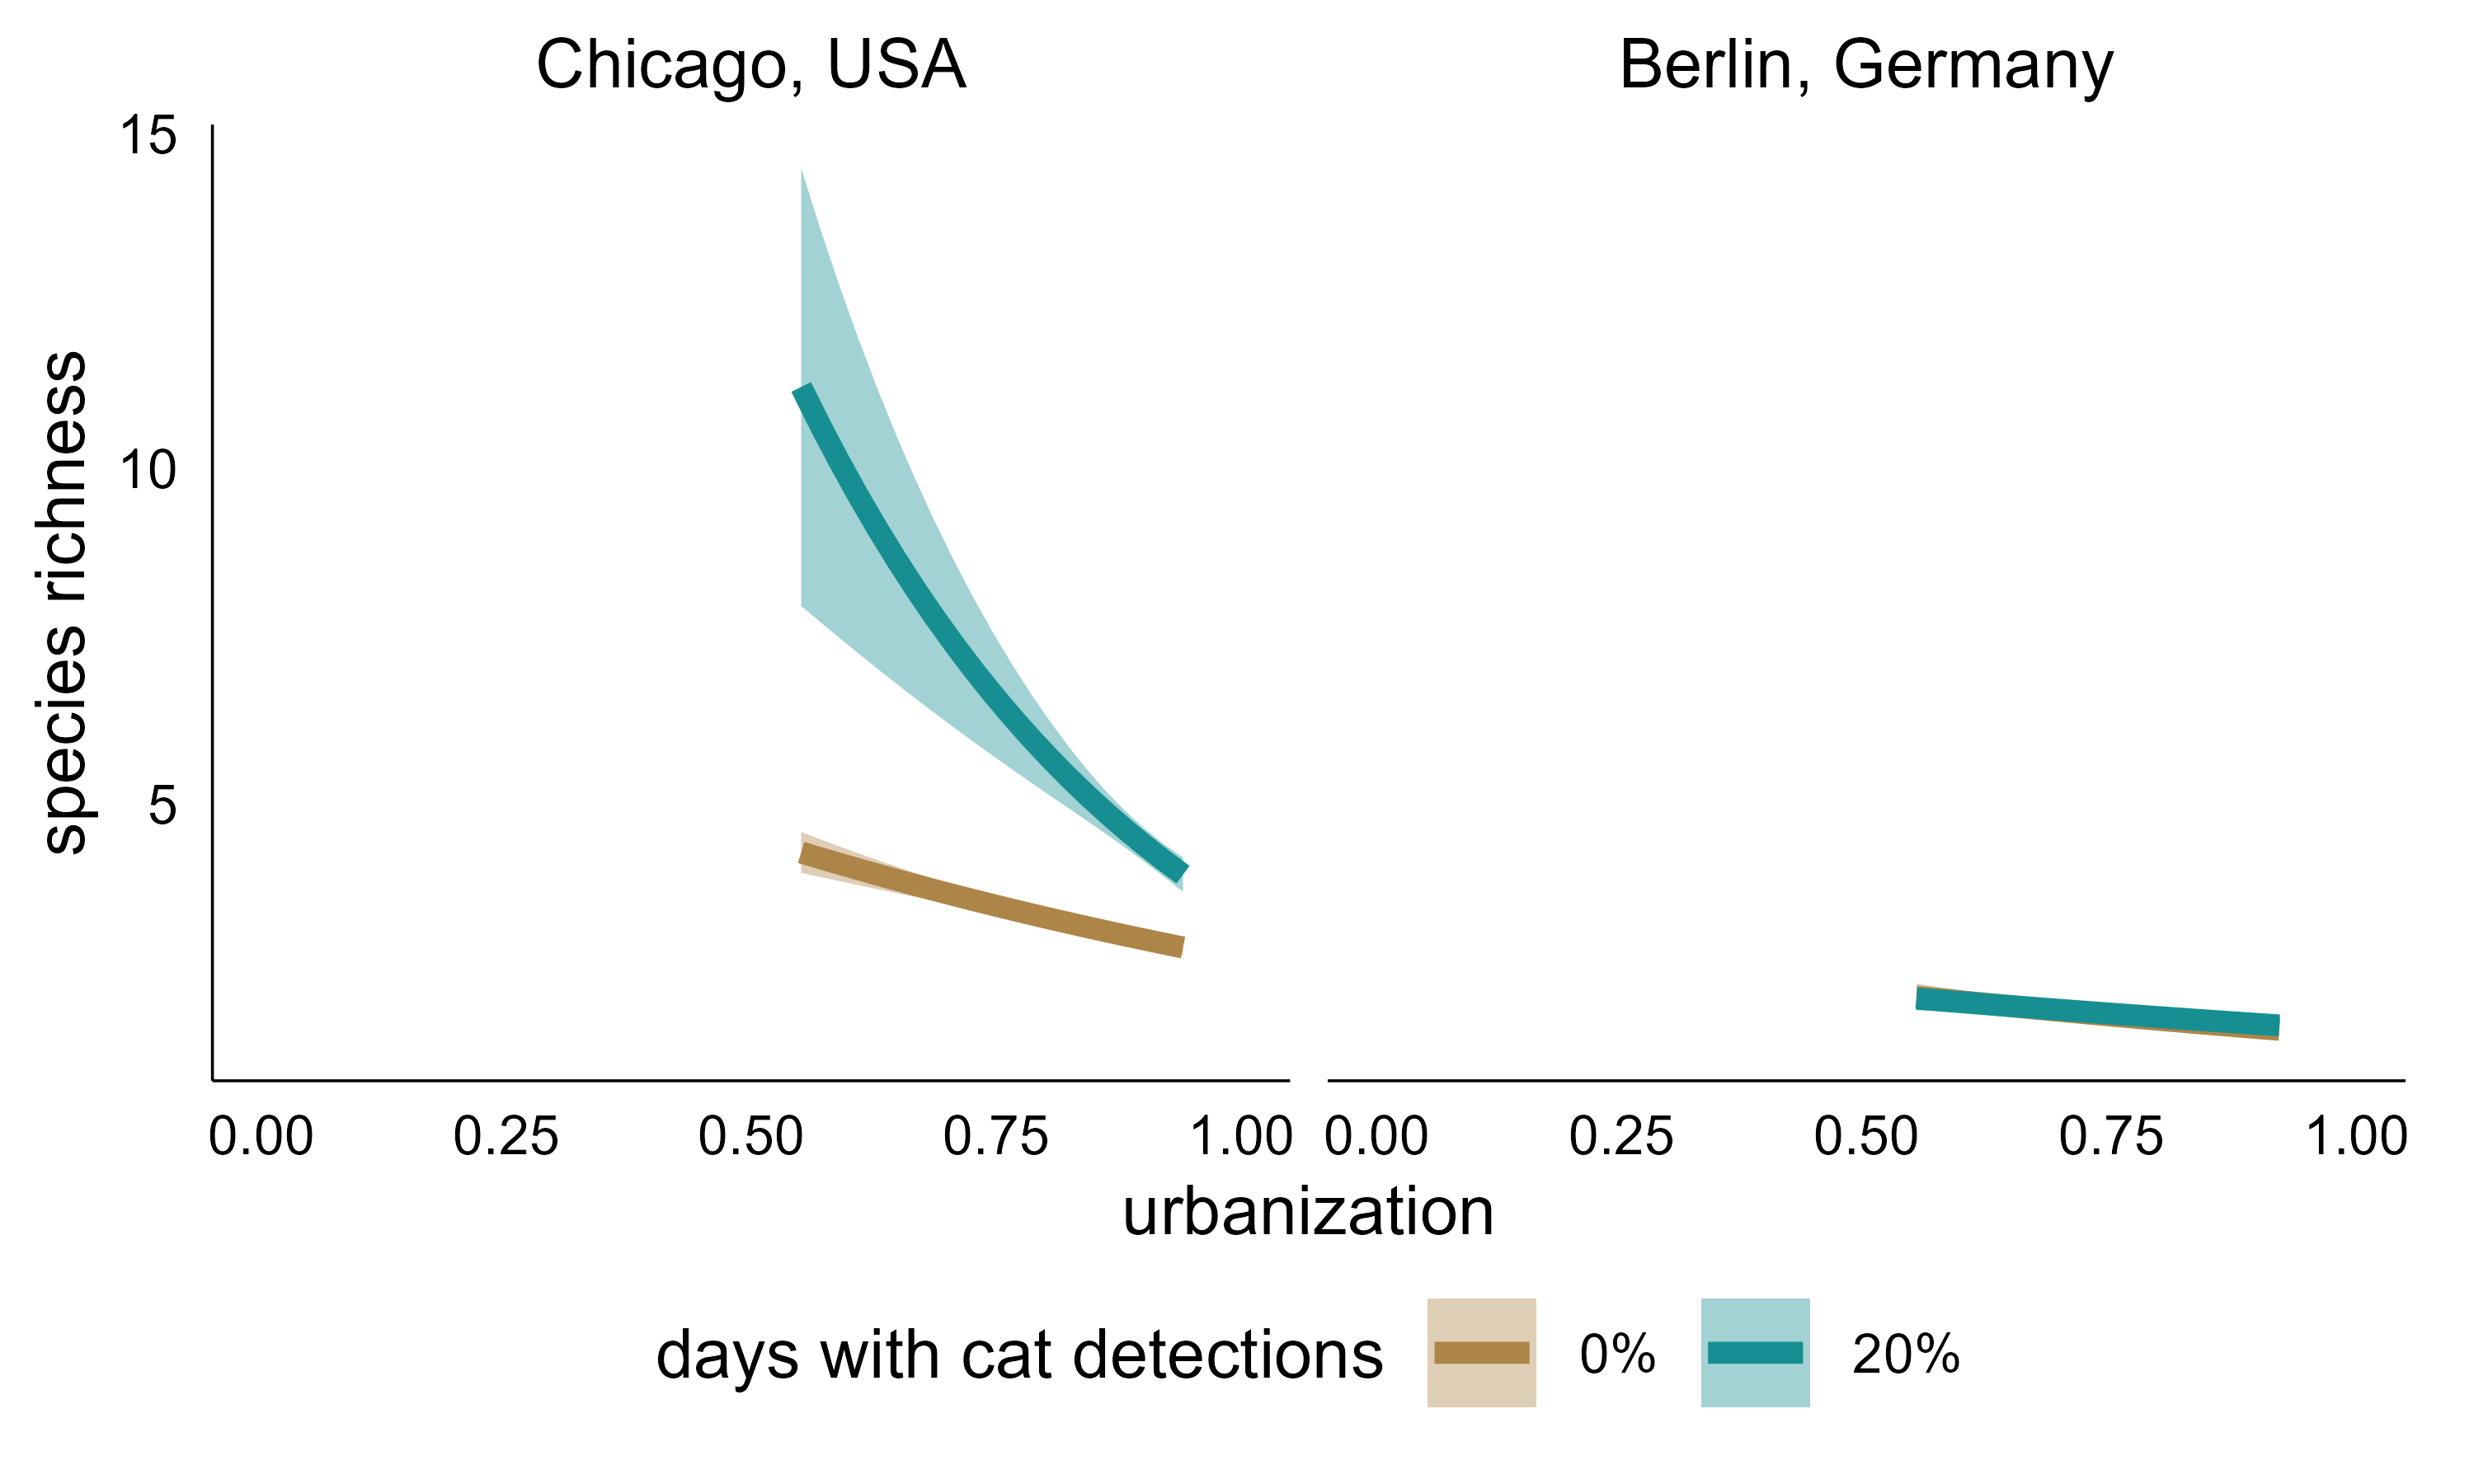 Chicago, USA
Berlin, Germany
15
10
5
species richness
0.00 0.25 0.50 0.75 1.00
0.00 0.25 0.50 0.75 1.00
urbanization
days with cat detections 0% 20%